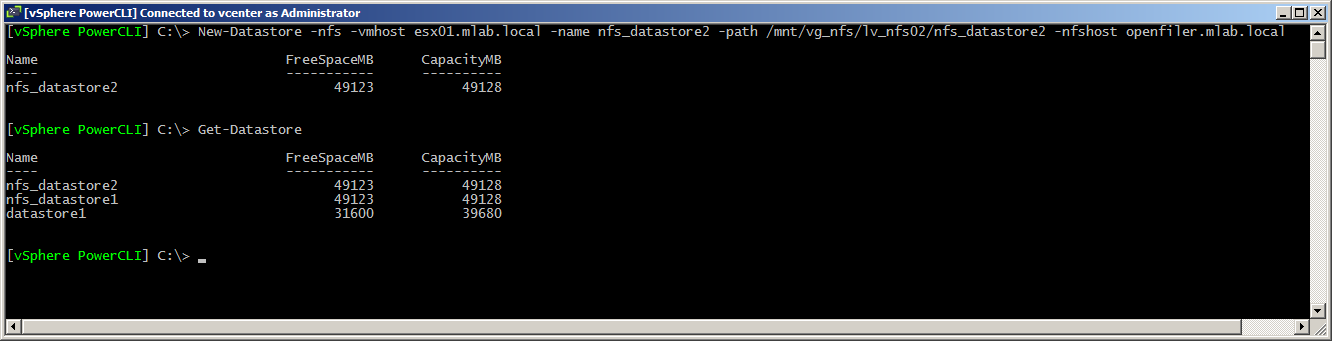 [vSphere PowerCLI] Connected to vcenter as Administrator
[vSphere PowerCLI] C:\> New-Datastore -nfs -vmhost esx01.mlab.local -name nfs_datastore2 -path /mnt/vg_nfs/lv_nfs02/nfs_datastore2 -nfshost openfiler.mlab.local
Name FreeSpaceMB CapacityMB
---- ----------- ----------
nfs_datastore2 49123 49128
[vSphere PowerCLI] C:\> Get-Datastore
Name FreeSpaceMB CapacityMB
---- ----------- ----------
nfs_datastore2 49123 49128
nfs_datastore1 49123 49128
datastore1 31600 39680
[vSphere PowerCLI] C:\> _